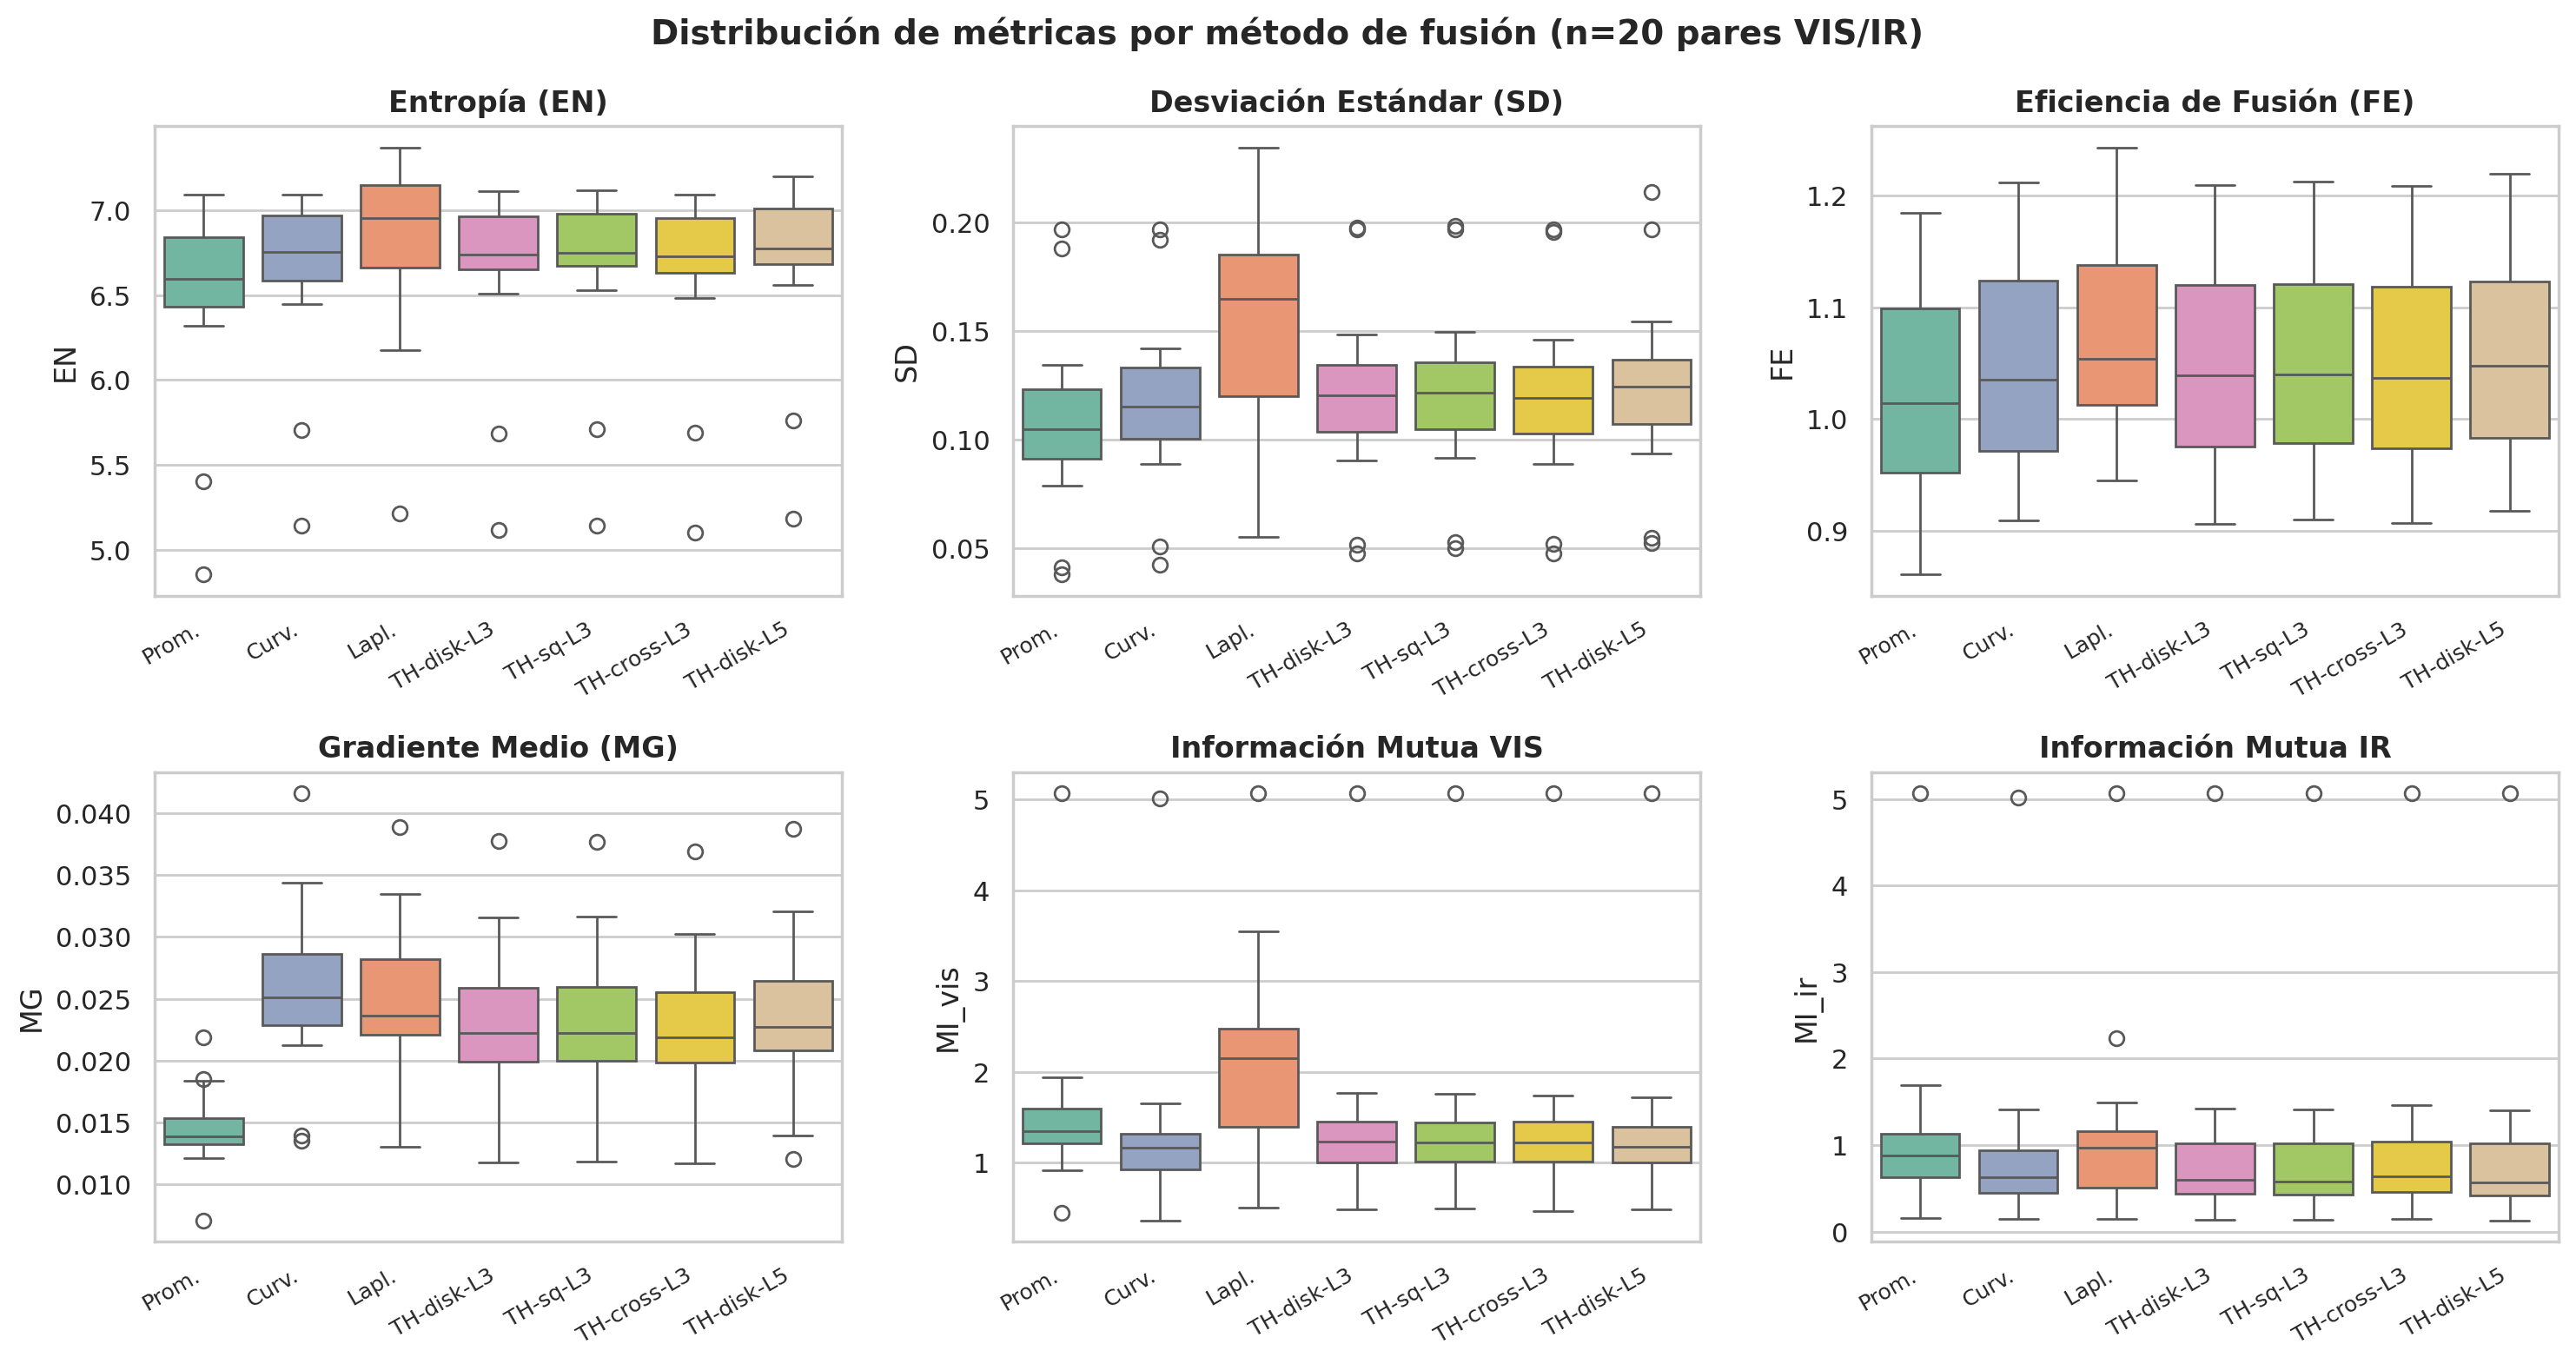 Distribución de métricas por método de fusión (n=20 pares VIS/IR)
Entropía (EN)
EN
7.0
6.5
6.0
5.5
5.0
Prom.
Curv.
Lapl.
TH-disk-L3
TH-sq-L3
TH-cross-L3
TH-disk-L5
Desviación Estándar (SD)
SD
0.20
0.15
0.10
0.05
Prom.
Curv.
Lapl.
TH-disk-L3
TH-sq-L3
TH-cross-L3
TH-disk-L5
Eficiencia de Fusión (FE)
FE
1.2
1.1
1.0
0.9
Prom.
Curv.
Lapl.
TH-disk-L3
TH-sq-L3
TH-cross-L3
TH-disk-L5
Gradiente Medio (MG)
MG
0.040
0.035
0.030
0.025
0.020
0.015
0.010
Prom.
Curv.
Lapl.
TH-disk-L3
TH-sq-L3
TH-cross-L3
TH-disk-L5
Información Mutua VIS
MI_vis
5
4
3
2
1
Prom.
Curv.
Lapl.
TH-disk-L3
TH-sq-L3
TH-cross-L3
TH-disk-L5
Información Mutua IR
MI_ir
5
4
3
2
1
0
Prom.
Curv.
Lapl.
TH-disk-L3
TH-sq-L3
TH-cross-L3
TH-disk-L5